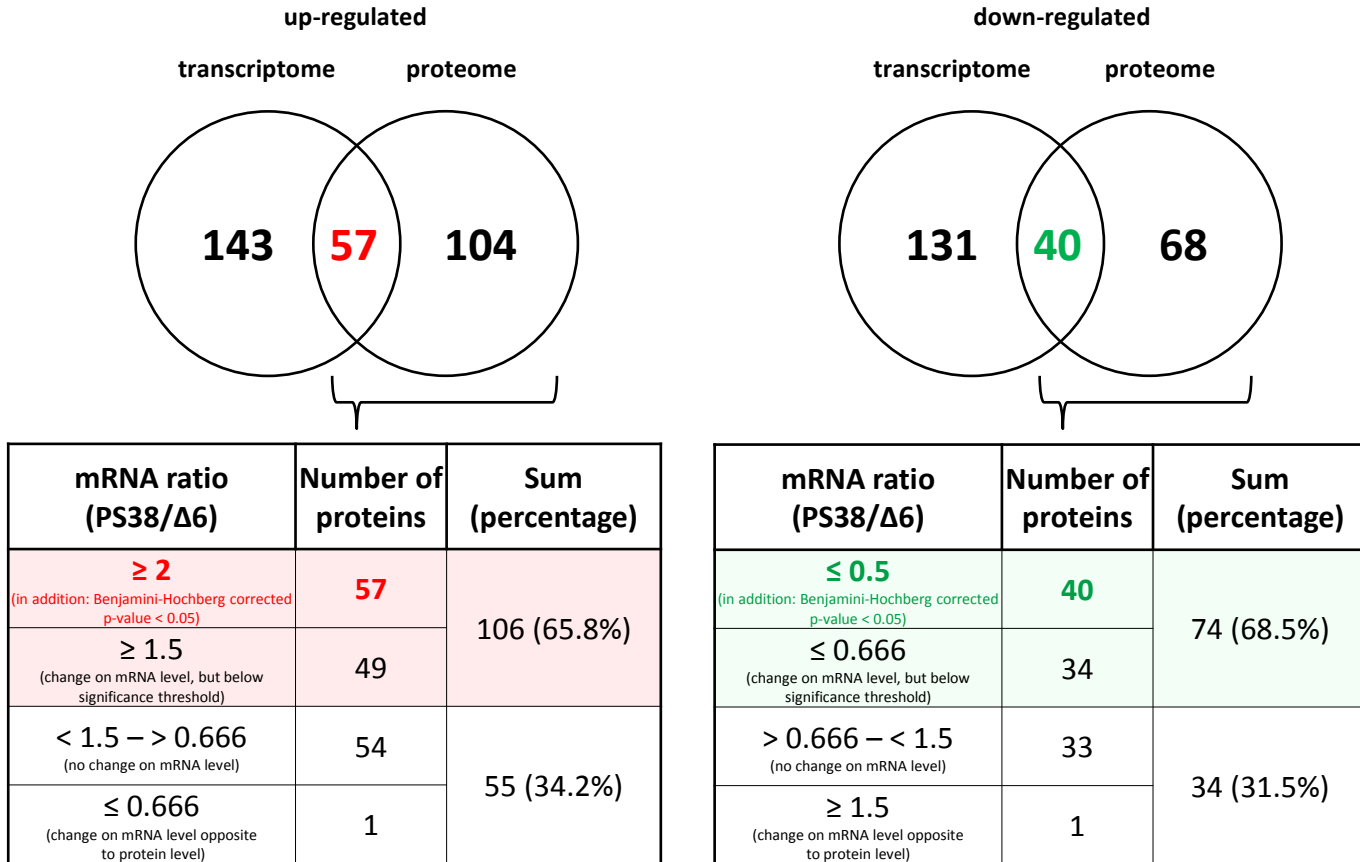 up-regulated
transcriptome proteome
143 57 104
mRNA ratio
(PS38/Δ6)
Number of
proteins
Sum
(percentage)
≥ 2
(in addition: Benjamini-Hochberg corrected
p-value < 0.05)
57
106 (65.8%)
≥ 1.5
(change on mRNA level, but below
significance threshold)
49
< 1.5 – > 0.666
(no change on mRNA level)
54
55 (34.2%)
≤ 0.666
(change on mRNA level opposite
to protein level)
1
down-regulated
transcriptome proteome
131 40 68
mRNA ratio
(PS38/Δ6)
Number of
proteins
Sum
(percentage)
≤ 0.5
(in addition: Benjamini-Hochberg corrected
p-value < 0.05)
40
74 (68.5%)
≤ 0.666
(change on mRNA level, but below
significance threshold)
34
> 0.666 – < 1.5
(no change on mRNA level)
33
34 (31.5%)
≥ 1.5
(change on mRNA level opposite
to protein level)
1